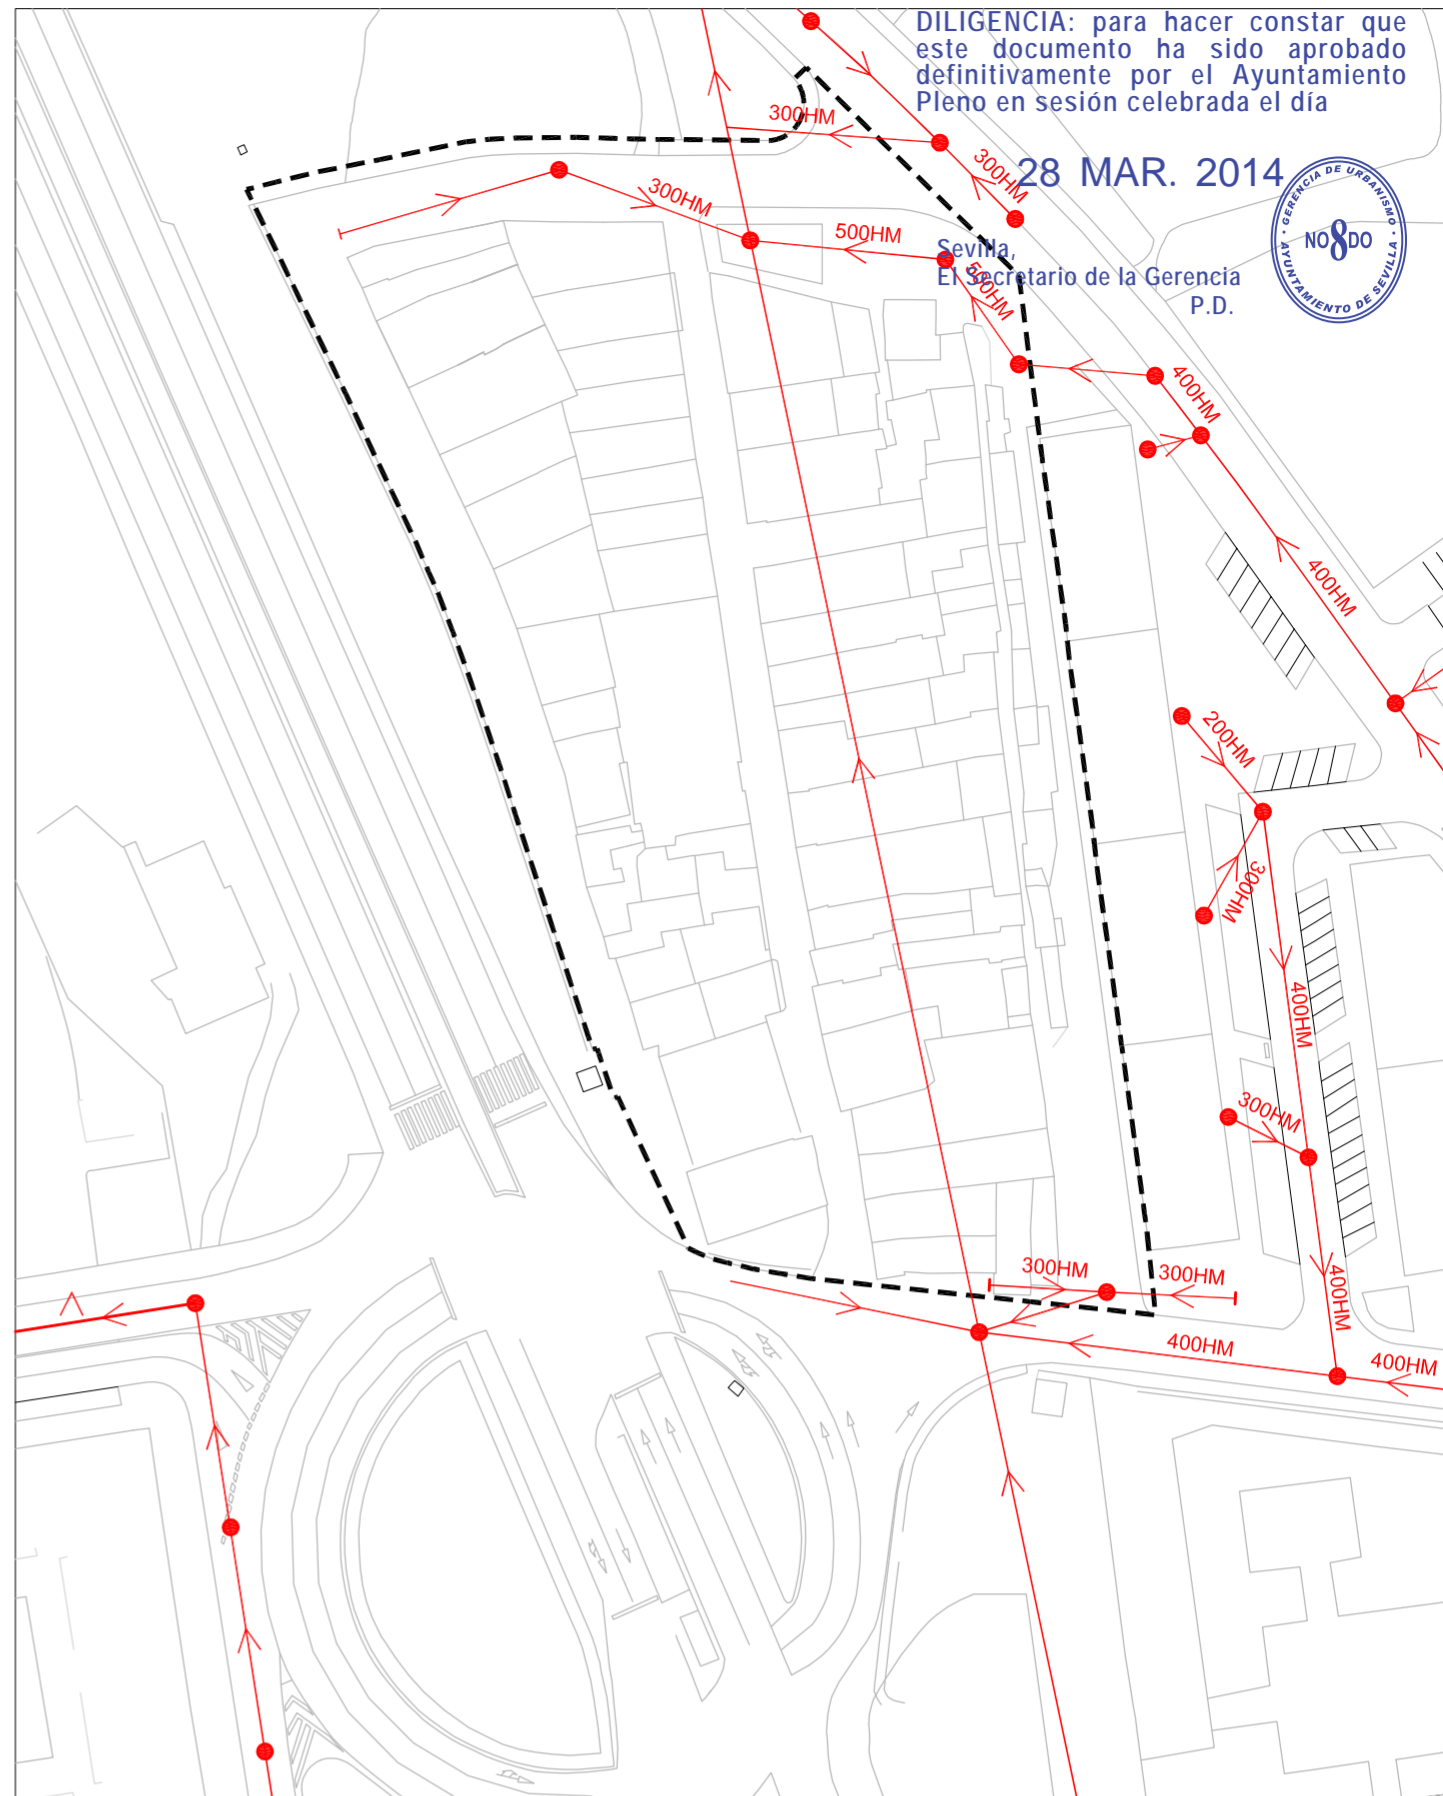 DILIGENCIA: para hacer constar que
este documento ha sido aprobado
definitivamente por el Ayuntamiento
Pleno en sesión celebrada el día
28 MAR. 2014
GERENCIA DE URBANISMO · AYUNTAMIENTO DE SEVILLA ·
NO8DO
Sevilla,
El Secretario de la Gerencia
P.D.
300HM
300HM
300HM
500HM
500HM
400HM
400HM
200HM
300HM
400HM
300HM
400HM
300HM
300HM
400HM
400HM